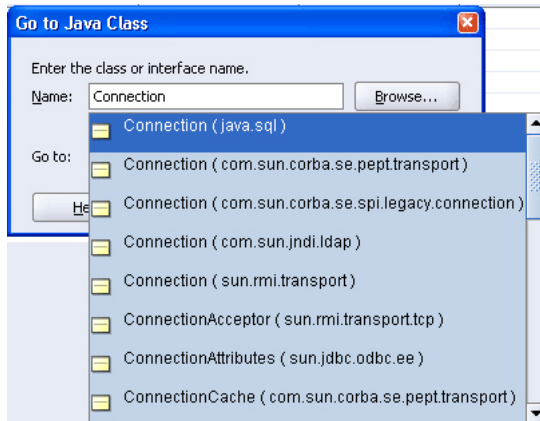 Go to Java Class
Enter the class or interface name.
Name: Connection Browse...
Connection ( java.sql )
Go to:
Connection ( com.sun.corba.se.pept.transport )
He
Connection ( com.sun.corba.se.spi.legacy.connection )
Connection ( com.sun.jndi.ldap )
Connection ( sun.rmi.transport )
ConnectionAcceptor ( sun.rmi.transport.tcp )
ConnectionAttributes ( sun.jdbc.odbc.ee )
ConnectionCache ( com.sun.corba.se.pept.transport )